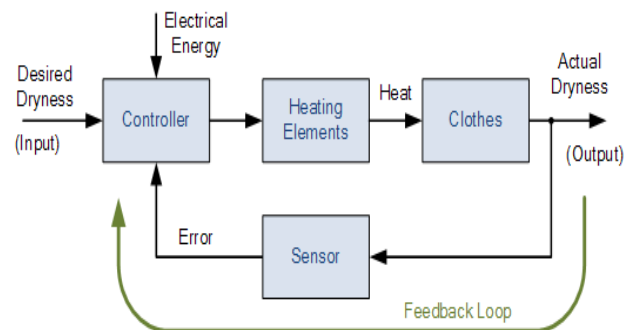 Electrical
Energy
Desired
Dryness
(Input)
Controller
Heating
Elements
Heat
Clothes
Actual
Dryness
(Output)
Error
Sensor
Feedback Loop